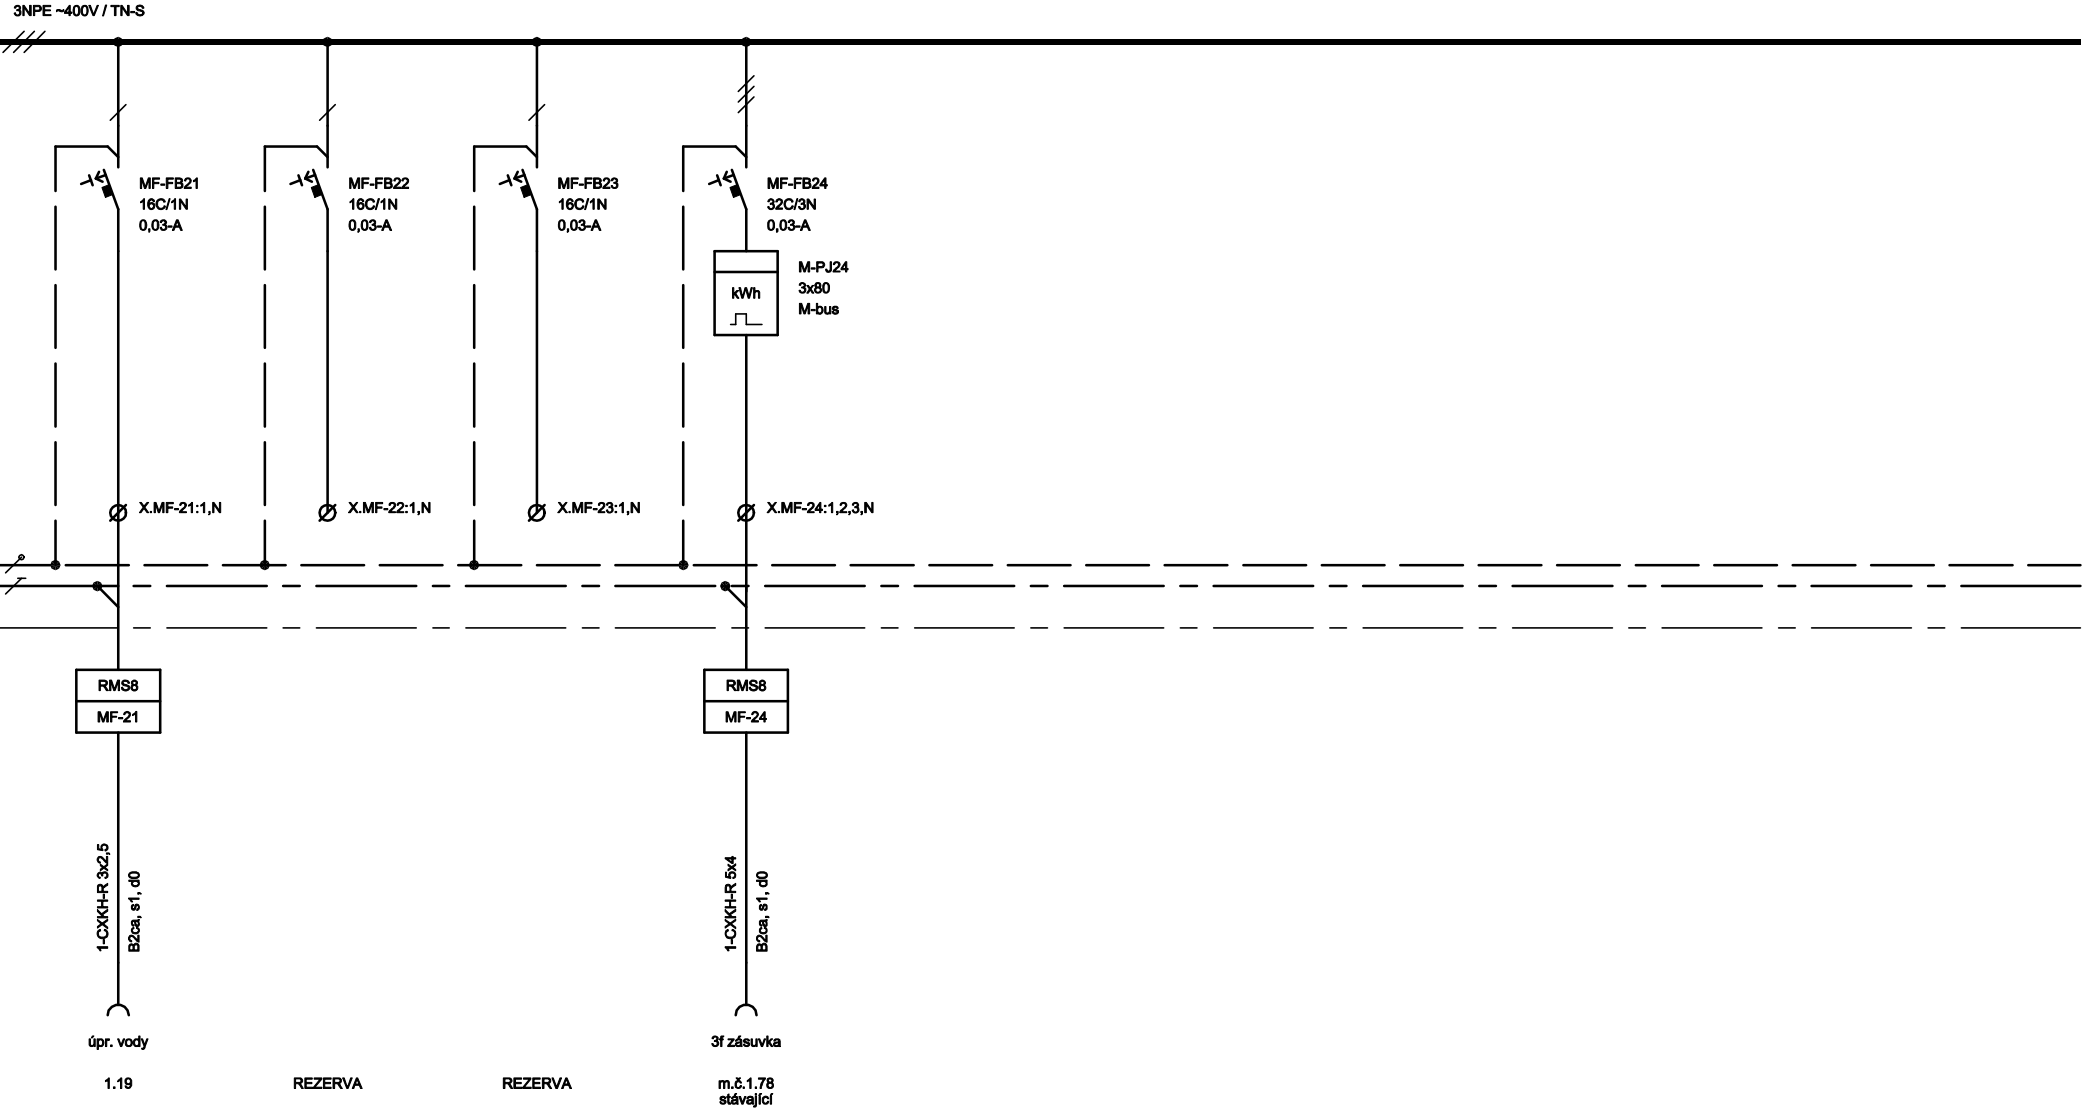 3NPE ~400V / TN-S
MF-FB21
16C/1N
0,03-A
MF-FB22
16C/1N
0,03-A
MF-FB23
16C/1N
0,03-A
MF-FB24
32C/3N
0,03-A
M-PJ24
3x80
M-bus
kWh
X.MF-21:1,N
X.MF-22:1,N
X.MF-23:1,N
X.MF-24:1,2,3,N
RMS8
MF-21
RMS8
MF-24
1-CXKH-R 3x2,5
B2ca, s1, d0
1-CXKH-R 5x4
B2ca, s1, d0
úpr. vody
1.19
REZERVA
REZERVA
3f zásuvka
m.č.1.78
stávající